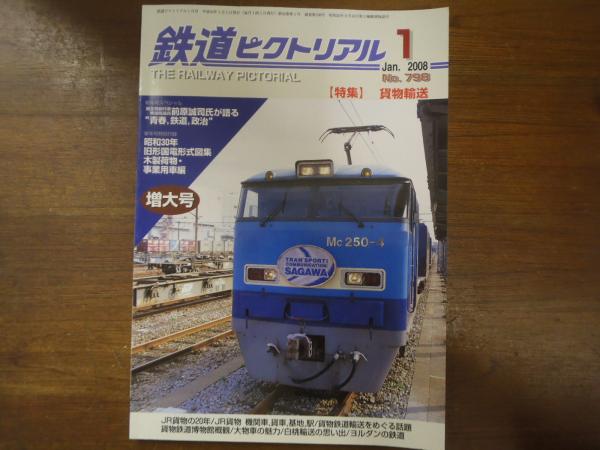 鉄道ピクトリアル
THE RAILWAY PICTORIAL
1
Jan. 2008
No. 798
【特集】 貨物輸送
前原誠司氏が語る
"青春、鉄道、政治"
昭和30年
旧形国電形式図集
木製荷物・
事業用車編
増大号
Mc250-4
TRANSPORT
COMMUNICATION
SAGAWA
JR貨物の20年/JR貨物 機関車,貨車,基地,駅/貨物鉄道輸送をめぐる話題
貨物鉄道博物館概観/大物車の魅力/白桃輸送の思い出/ヨルダンの鉄道